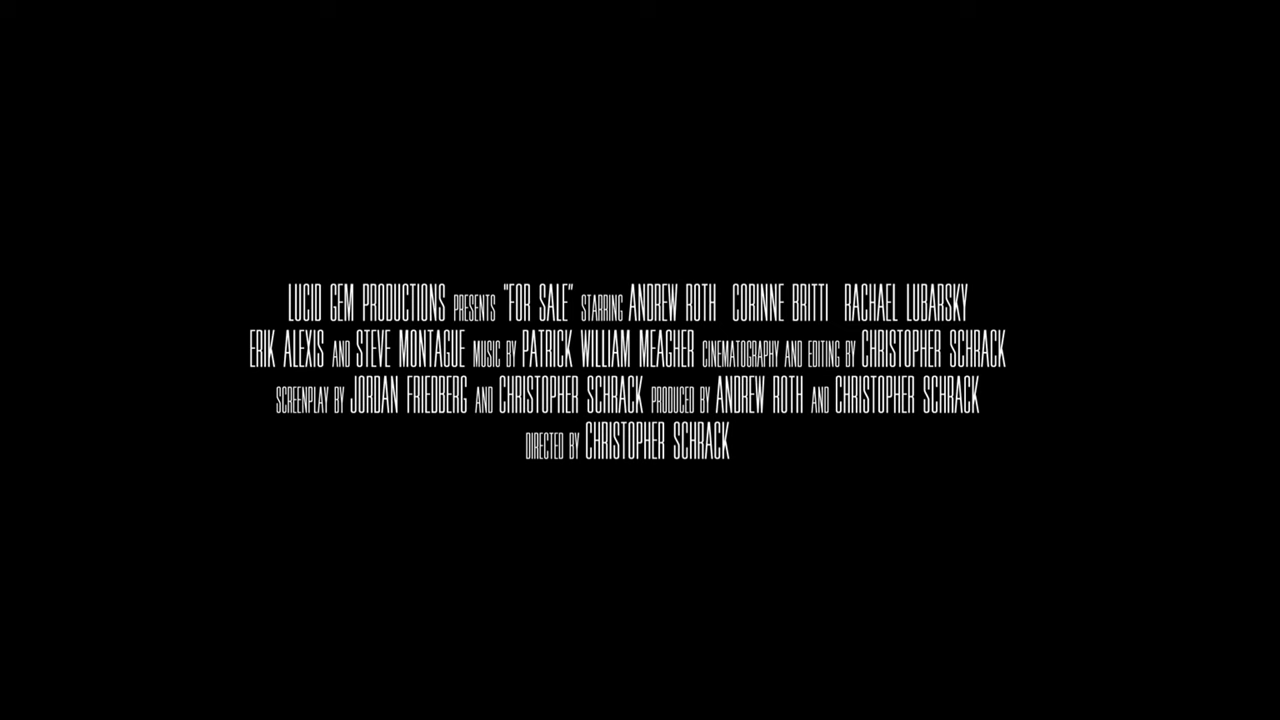 LUCID GEM PRODUCTIONS PRESENTS "FOR SALE" STARRING ANDREW ROTH CORINNE BRITTI RACHAEL LUBARSKY
ERIK ALEXIS AND STEVE MONTAGUE MUSIC BY PATRICK WILLIAM MEAGHER CINEMATOGRAPHY AND EDITING BY CHRISTOPHER SCHRACK
SCREENPLAY BY JORDAN FRIEDBERG AND CHRISTOPHER SCHRACK PRODUCED BY ANDREW ROTH AND CHRISTOPHER SCHRACK
DIRECTED BY CHRISTOPHER SCHRACK